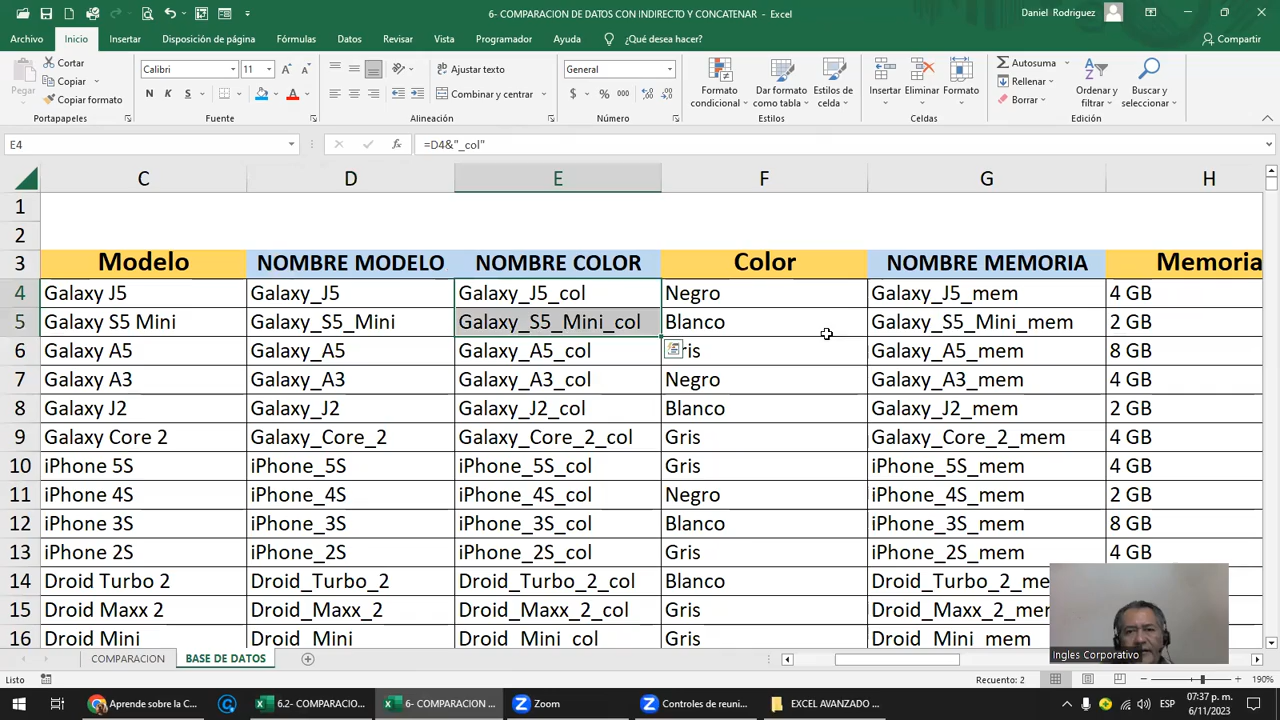 6- COMPARACION DE DATOS CON INDIRECTO Y CONCATENAR - Excel
Daniel Rodriguez
Archivo Inicio Insertar Disposición de página Fórmulas Datos Revisar Vista Programador Ayuda ¿Qué desea hacer? Compartir
Pegar
Cortar
Copiar
Copiar formato
Portapapeles
Calibri 11
N K S
Fuente
Ajustar texto
Combinar y centrar
Alineación
General
$ % 000
Número
Formato condicional
Dar formato como tabla
Estilos de celda
Estilos
Insertar Eliminar Formato
Celdas
Autosuma
Rellenar
Borrar
Ordenar y filtrar
Buscar y seleccionar
Edición
E4 fx =D4&"_col"
C D E F G H
1
2
3 Modelo NOMBRE MODELO NOMBRE COLOR Color NOMBRE MEMORIA Memoria
4 Galaxy J5 Galaxy_J5 Galaxy_J5_col Negro Galaxy_J5_mem 4 GB
5 Galaxy S5 Mini Galaxy_S5_Mini Galaxy_S5_Mini_col Blanco Galaxy_S5_Mini_mem 2 GB
6 Galaxy A5 Galaxy_A5 Galaxy_A5_col ris Galaxy_A5_mem 8 GB
7 Galaxy A3 Galaxy_A3 Galaxy_A3_col Negro Galaxy_A3_mem 4 GB
8 Galaxy J2 Galaxy_J2 Galaxy_J2_col Blanco Galaxy_J2_mem 2 GB
9 Galaxy Core 2 Galaxy_Core_2 Galaxy_Core_2_col Gris Galaxy_Core_2_mem 4 GB
10 iPhone 5S iPhone_5S iPhone_5S_col Gris iPhone_5S_mem 4 GB
11 iPhone 4S iPhone_4S iPhone_4S_col Negro iPhone_4S_mem 2 GB
12 iPhone 3S iPhone_3S iPhone_3S_col Blanco iPhone_3S_mem 8 GB
13 iPhone 2S iPhone_2S iPhone_2S_col Gris iPhone_2S_mem 4 GB
14 Droid Turbo 2 Droid_Turbo_2 Droid_Turbo_2_col Blanco Droid_Turbo_2_me
15 Droid Maxx 2 Droid_Maxx_2 Droid_Maxx_2_col Gris Droid_Maxx_2_mem
16 Droid Mini Droid_Mini Droid_Mini_col Gris Droid_Mini_mem
Ingles Corporativo
COMPARACION BASE DE DATOS
Listo Recuento: 2 190%
Aprende sobre la C... 6.2- COMPARACIO... 6- COMPARACION ... Zoom Controles de reuni... EXCEL AVANZADO ... ESP 07:37 p. m.
6/11/2023